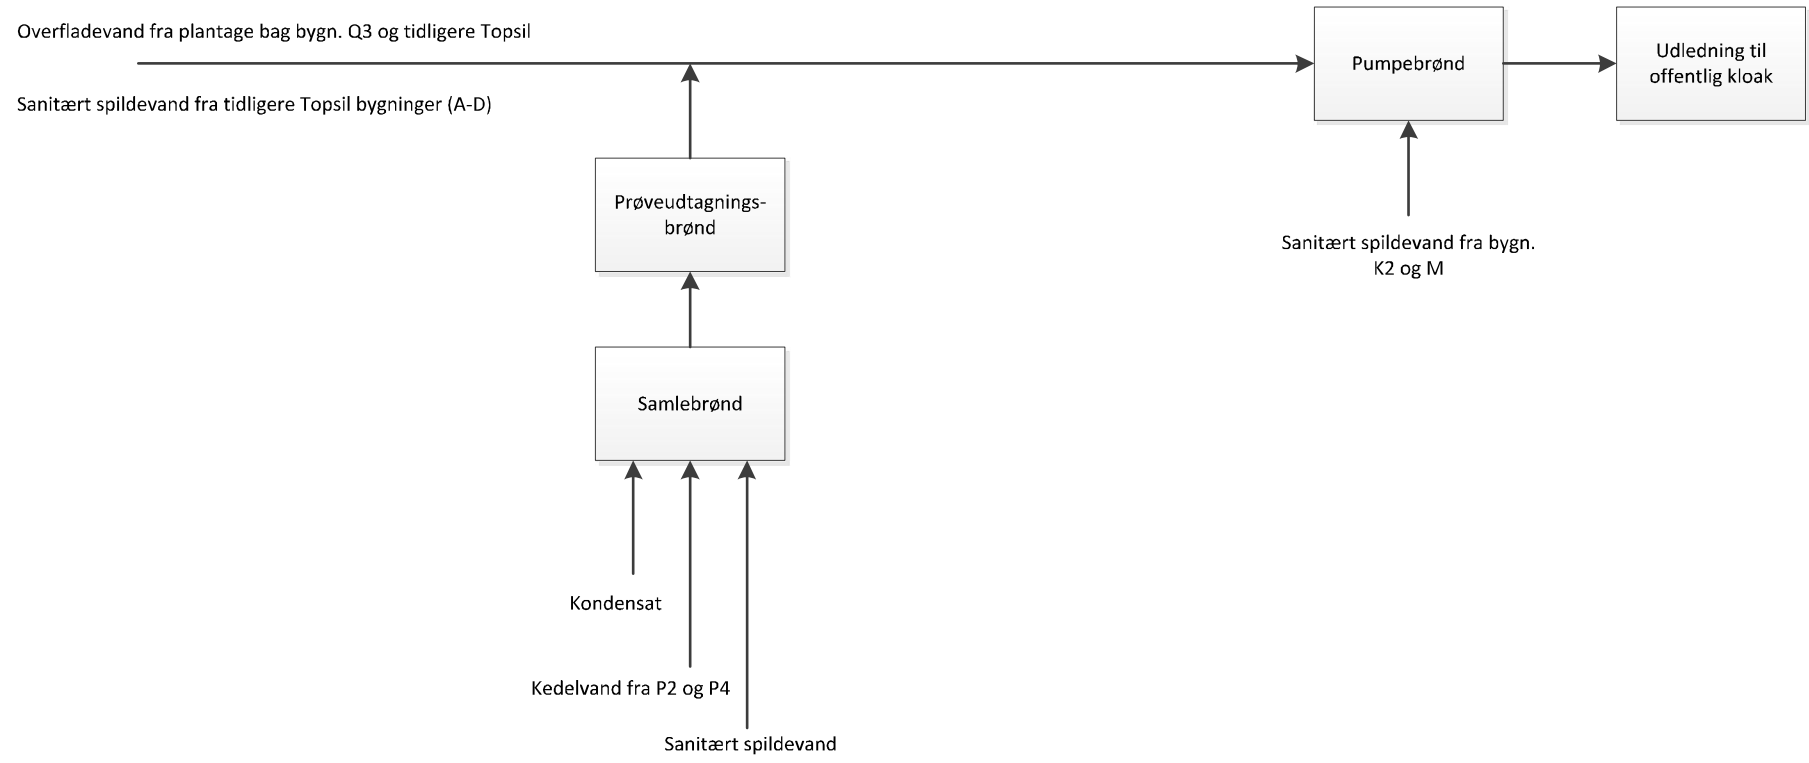 Overfladevand fra plantage bag bygn. Q3 og tidligere Topsil
Sanitært spildevand fra tidligere Topsil bygninger (A-D)
Pumpebrønd
Udledning til
offentlig kloak
Prøveudtagnings-
brønd
Sanitært spildevand fra bygn.
K2 og M
Samlebrønd
Kondensat
Kedelvand fra P2 og P4
Sanitært spildevand